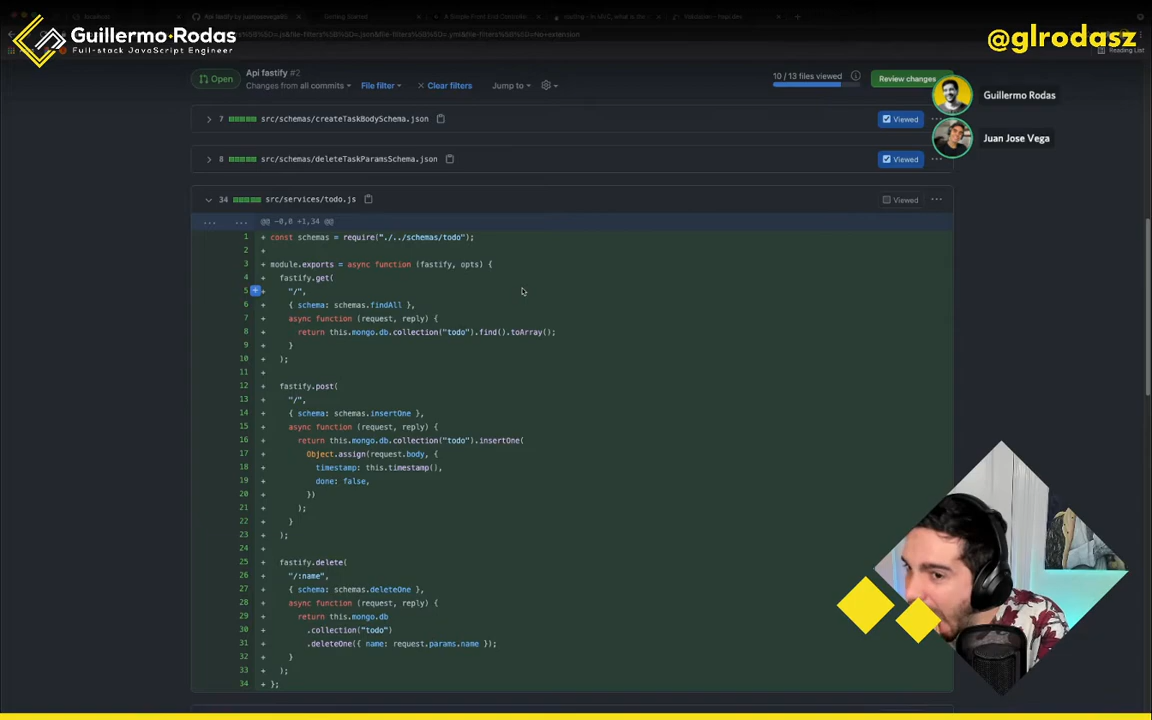 Guillermo Rodas
Full-stack JavaScript Engineer
@glrodasz
Reading List
Open
Api fastify #2
Changes from all commits
File filter
Clear filters
Jump to
10 / 13 files viewed
Review changes
Guillermo Rodas
Juan Jose Vega
7 src/schemas/createTaskBodySchema.json
Viewed
8 src/schemas/deleteTaskParamsSchema.json
Viewed
34 src/services/todo.js
Viewed
@@ -0,0 +1,34 @@
1 + const schemas = require("./../schemas/todo");
2 +
3 + module.exports = async function (fastify, opts) {
4 + fastify.get(
5 + "/",
6 + { schema: schemas.findAll },
7 + async function (request, reply) {
8 + return this.mongo.db.collection("todo").find().toArray();
9 + }
10 + );
11 +
12 + fastify.post(
13 + "/",
14 + { schema: schemas.insertOne },
15 + async function (request, reply) {
16 + return this.mongo.db.collection("todo").insertOne(
17 + Object.assign(request.body, {
18 + timestamp: this.timestamp(),
19 + done: false,
20 + })
21 + );
22 + }
23 + );
24 +
25 + fastify.delete(
26 + "/:name",
27 + { schema: schemas.deleteOne },
28 + async function (request, reply) {
29 + return this.mongo.db
30 + .collection("todo")
31 + .deleteOne({ name: request.params.name });
32 + }
33 + );
34 + };